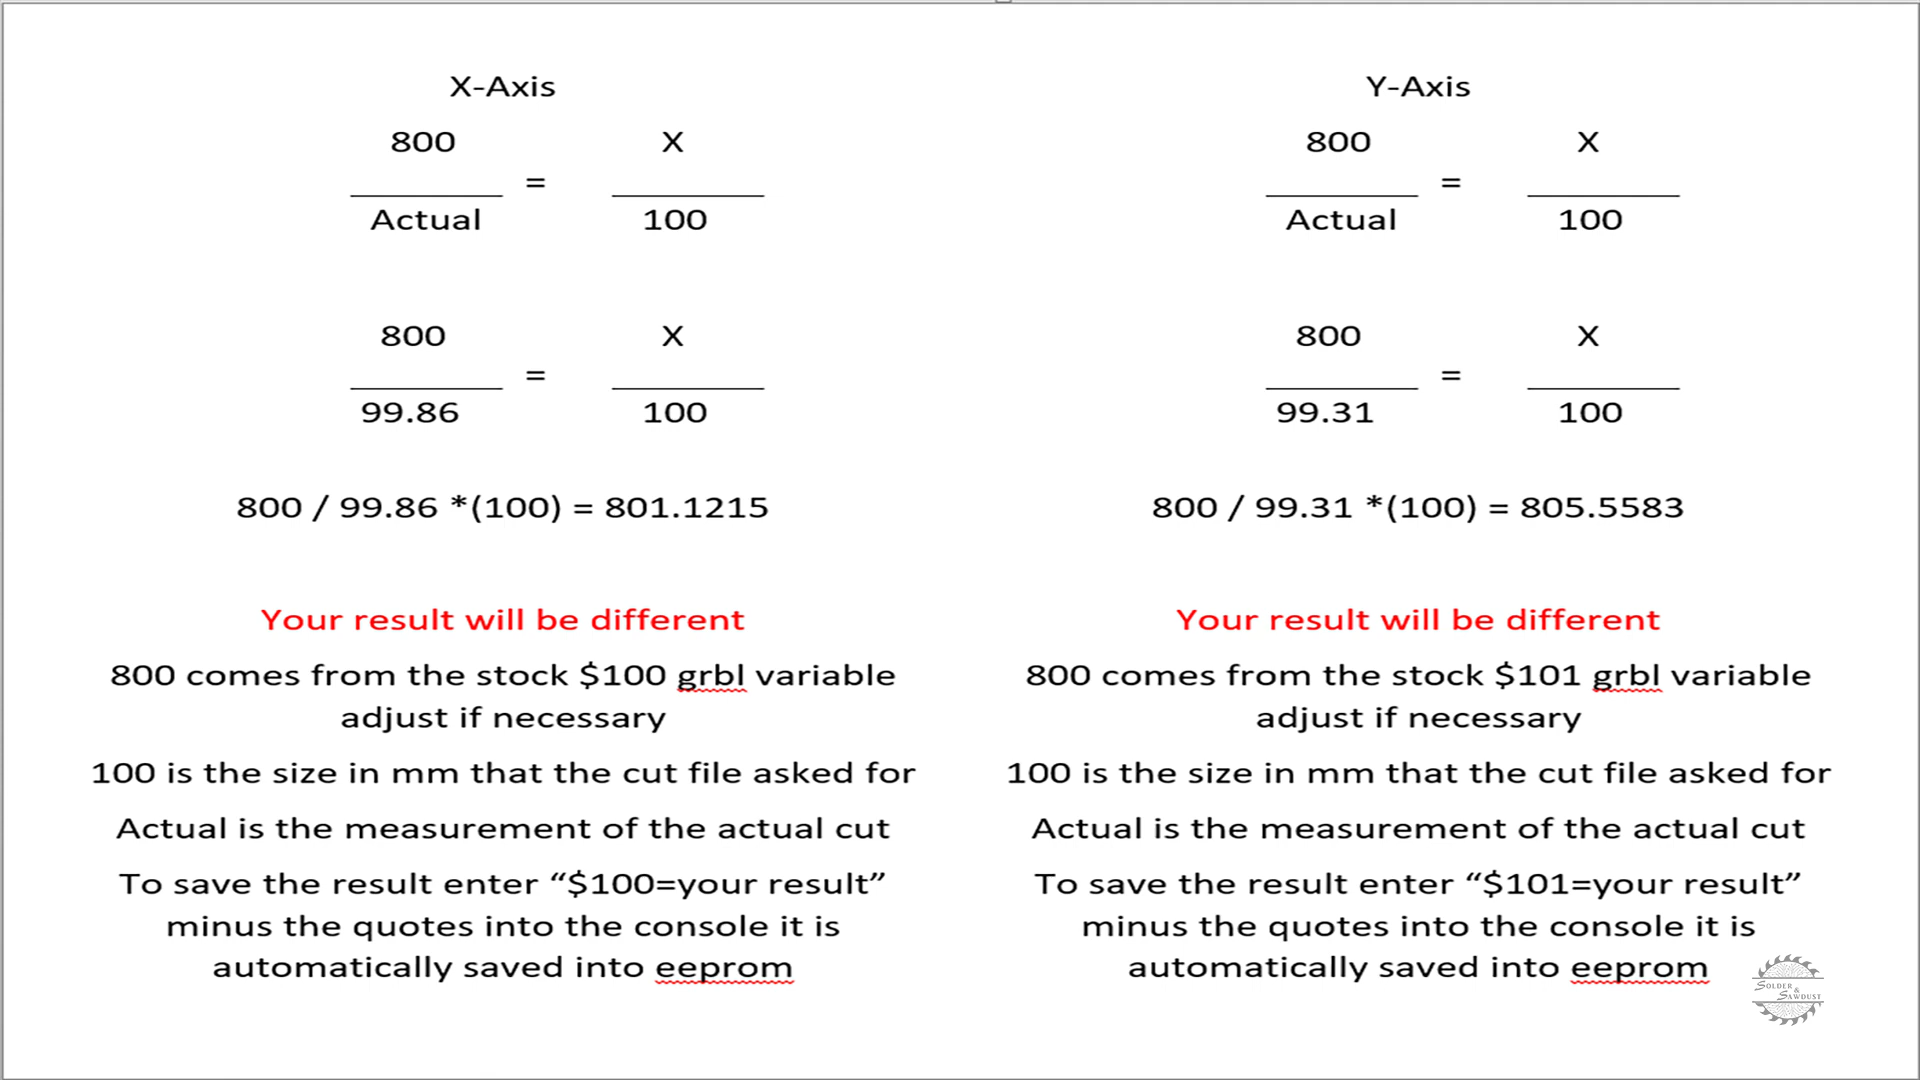 X-Axis
800 X
=
Actual 100
800 X
=
99.86 100
800 / 99.86 *(100) = 801.1215
Your result will be different
800 comes from the stock $100 grbl variable
adjust if necessary
100 is the size in mm that the cut file asked for
Actual is the measurement of the actual cut
To save the result enter “$100=your result”
minus the quotes into the console it is
automatically saved into eeprom
Y-Axis
800 X
=
Actual 100
800 X
=
99.31 100
800 / 99.31 *(100) = 805.5583
Your result will be different
800 comes from the stock $101 grbl variable
adjust if necessary
100 is the size in mm that the cut file asked for
Actual is the measurement of the actual cut
To save the result enter “$101=your result”
minus the quotes into the console it is
automatically saved into eeprom
SOLDER
&
SAWDUST